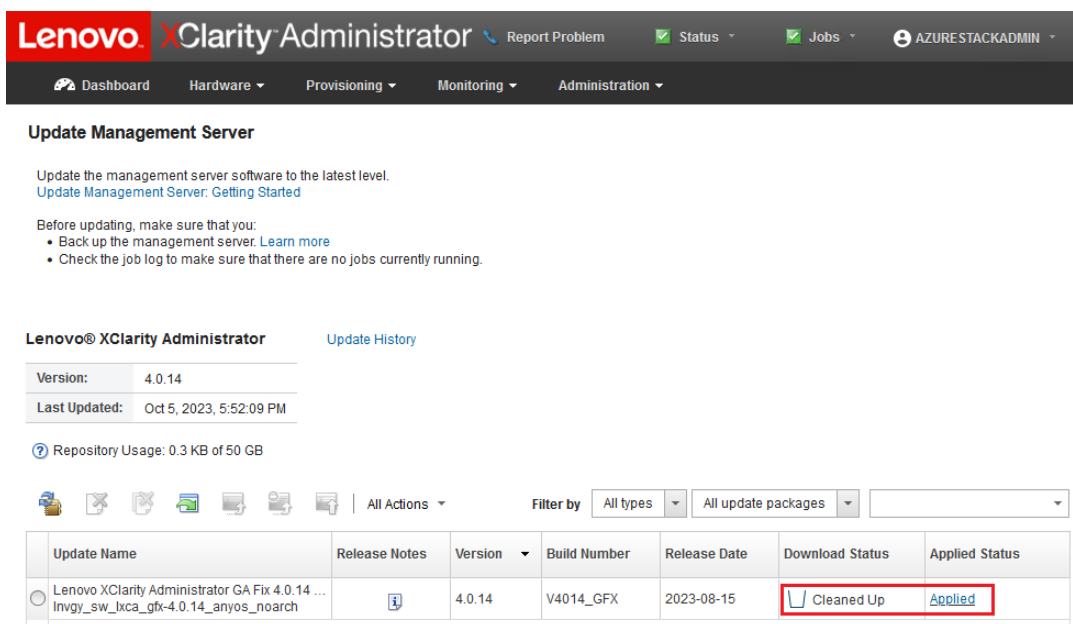 Lenovo. XClarity Administrator Report Problem Status Jobs AZURESTACKADMIN
Dashboard Hardware Provisioning Monitoring Administration
Update Management Server
Update the management server software to the latest level.
Update Management Server: Getting Started
Before updating, make sure that you:
• Back up the management server. Learn more
• Check the job log to make sure that there are no jobs currently running.
Lenovo® XClarity Administrator Update History
Version: 4.0.14
Last Updated: Oct 5, 2023, 5:52:09 PM
Repository Usage: 0.3 KB of 50 GB
All Actions Filter by All types All update packages
Update Name Release Notes Version Build Number Release Date Download Status Applied Status
Lenovo XClarity Administrator GA Fix 4.0.14 ...
lnvgy_sw_lxca_gfx-4.0.14_anyos_noarch 4.0.14 V4014_GFX 2023-08-15 Cleaned Up Applied